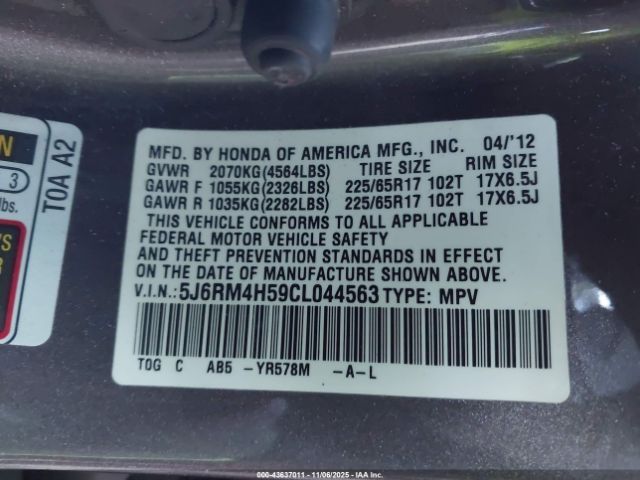 MFD. BY HONDA OF AMERICA MFG., INC. 04/'12
GVWR 2070KG(4564LBS) TIRE SIZE RIM SIZE
GAWR F 1055KG(2326LBS) 225/65R17 102T 17X6.5J
GAWR R 1035KG(2282LBS) 225/65R17 102T 17X6.5J
THIS VEHICLE CONFORMS TO ALL APPLICABLE
FEDERAL MOTOR VEHICLE SAFETY
AND THEFT PREVENTION STANDARDS IN EFFECT
ON THE DATE OF MANUFACTURE SHOWN ABOVE.
V.I.N.: 5J6RM4H59CL044563 TYPE: MPV
TOG C AB5 -YR578M -A-L
N
3
lbs.
'S
R
TOA A2
000-43637011 - 11/06/2025 - IAA Inc.